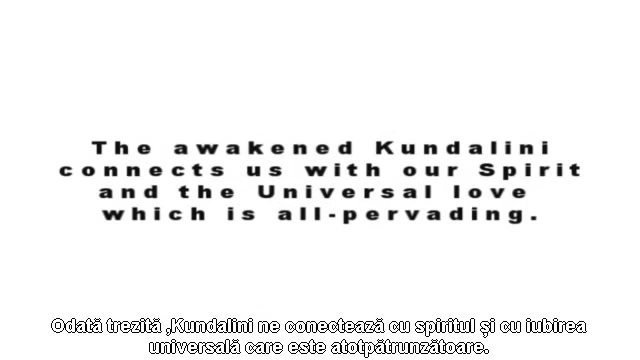 The awakened Kundalini
connects us with our Spirit
and the Universal love
which is all-pervading.
Odată trezită ,Kundalini ne conectează cu spiritul și cu iubirea
universală care este atotpătrunzătoare.